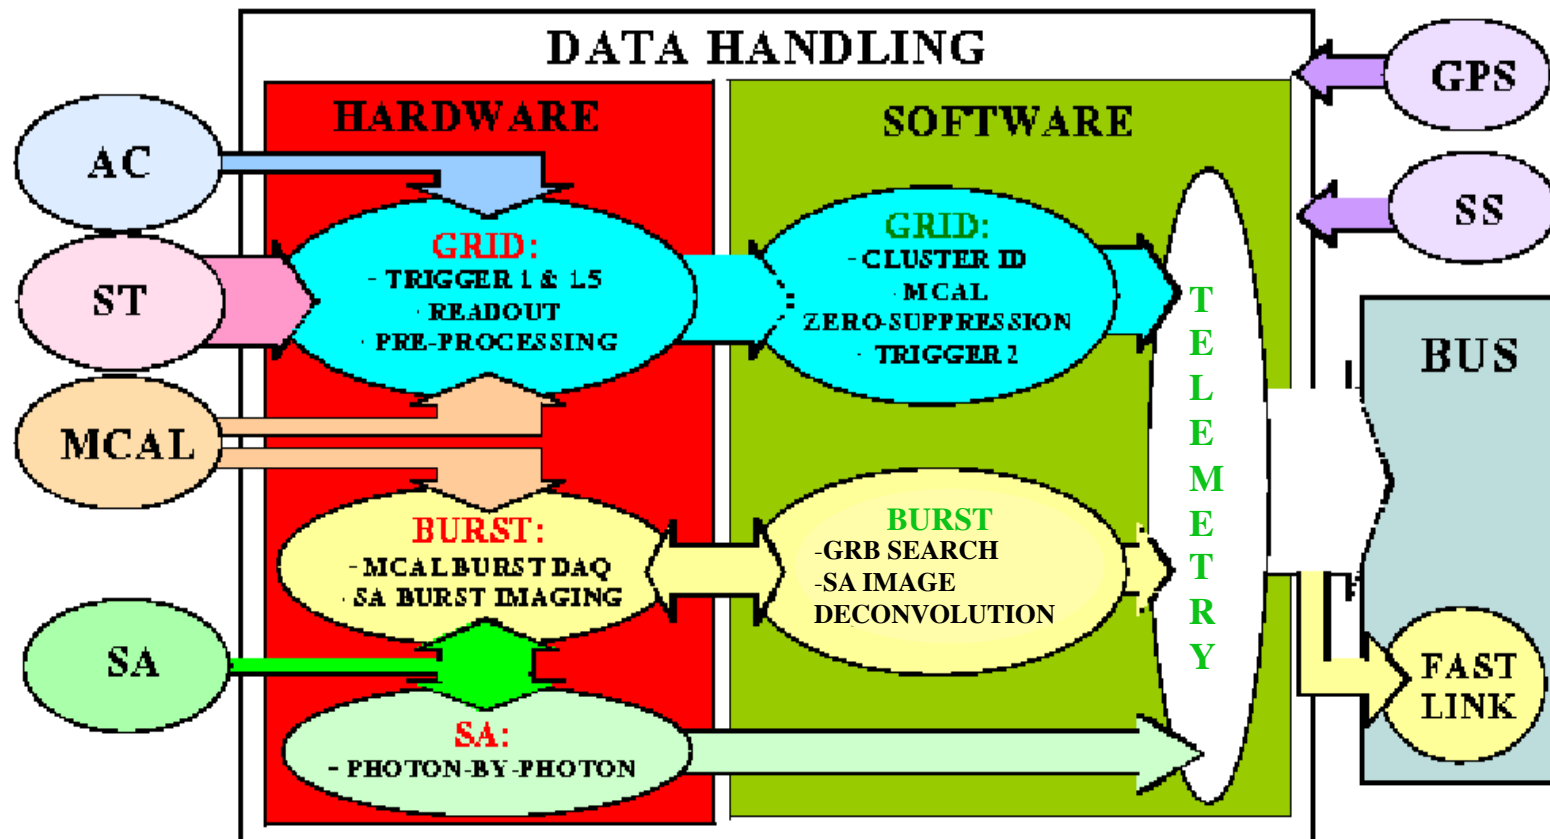 DATA HANDLING
HARDWARE
SOFTWARE
AC
ST
MCAL
SA
GRID:
- TRIGGER 1 & 1.5
· READOUT
· PRE-PROCESSING
BURST:
- MCAL BURST DAQ
· SA BURST IMAGING
SA:
- PHOTON-BY-PHOTON
GRID:
- CLUSTER ID
· MCAL
ZERO-SUPPRESSION
· TRIGGER 2
BURST
-GRB SEARCH
-SA IMAGE
DECONVOLUTION
TELEMETRY
GPS
SS
BUS
FAST
LINK